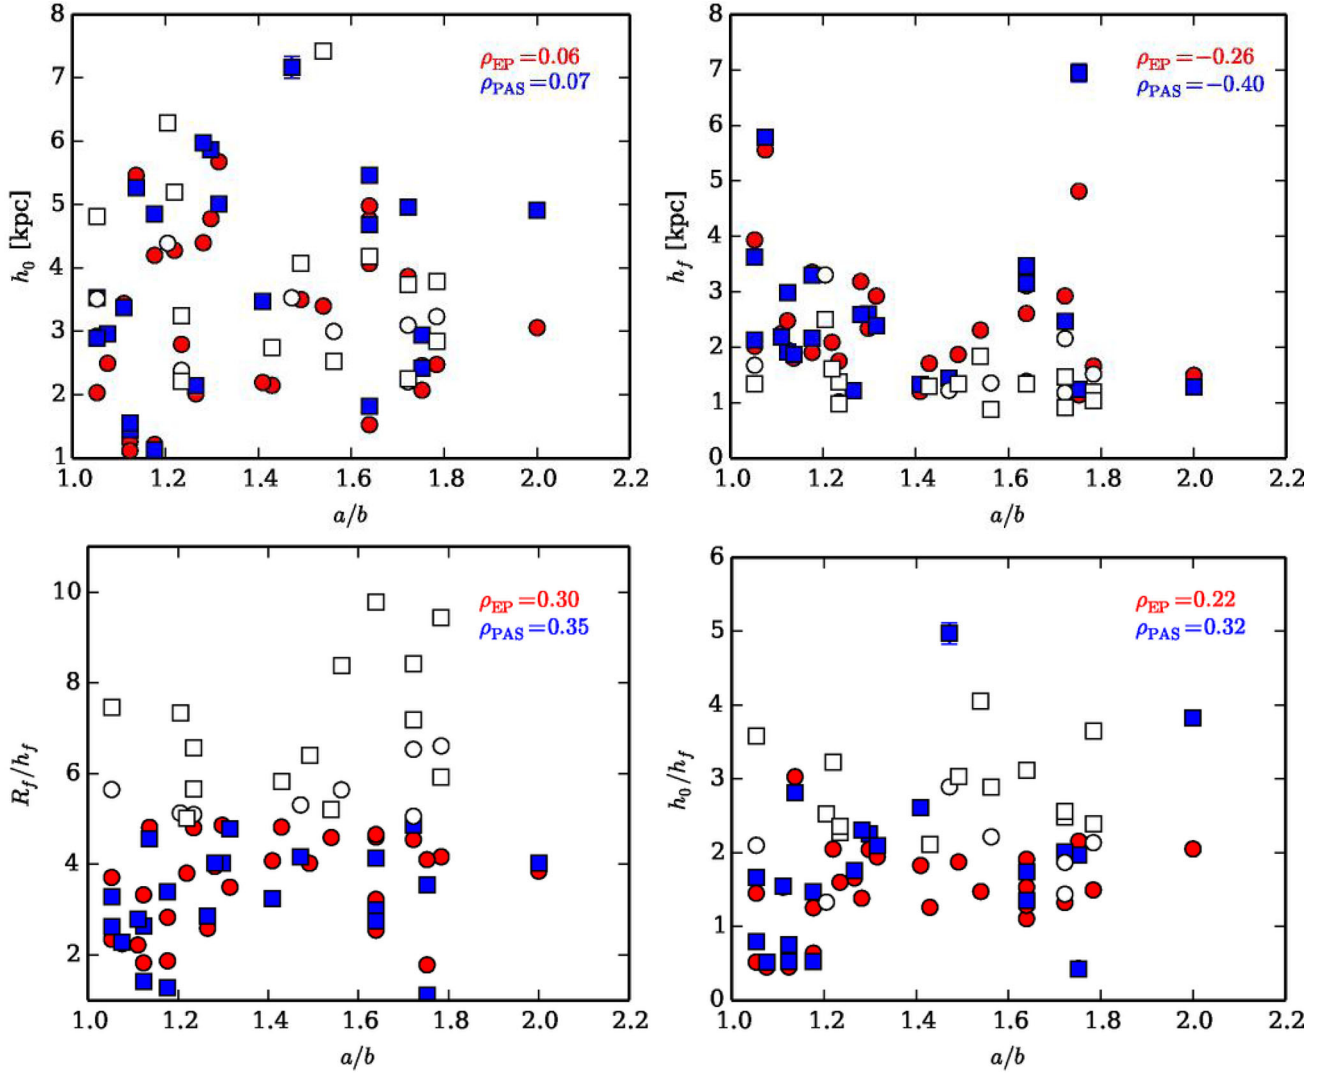 8
7
6
5
4
3
2
1
h₀ [kpc]
ρEP=0.06
ρPAS=0.07
1.0 1.2 1.4 1.6 1.8 2.0 2.2
a/b
8
7
6
5
4
3
2
1
0
h_f [kpc]
ρEP=−0.26
ρPAS=−0.40
1.0 1.2 1.4 1.6 1.8 2.0 2.2
a/b
10
8
6
4
2
R_f/h_f
ρEP=0.30
ρPAS=0.35
1.0 1.2 1.4 1.6 1.8 2.0 2.2
a/b
6
5
4
3
2
1
0
h₀/h_f
ρEP=0.22
ρPAS=0.32
1.0 1.2 1.4 1.6 1.8 2.0 2.2
a/b